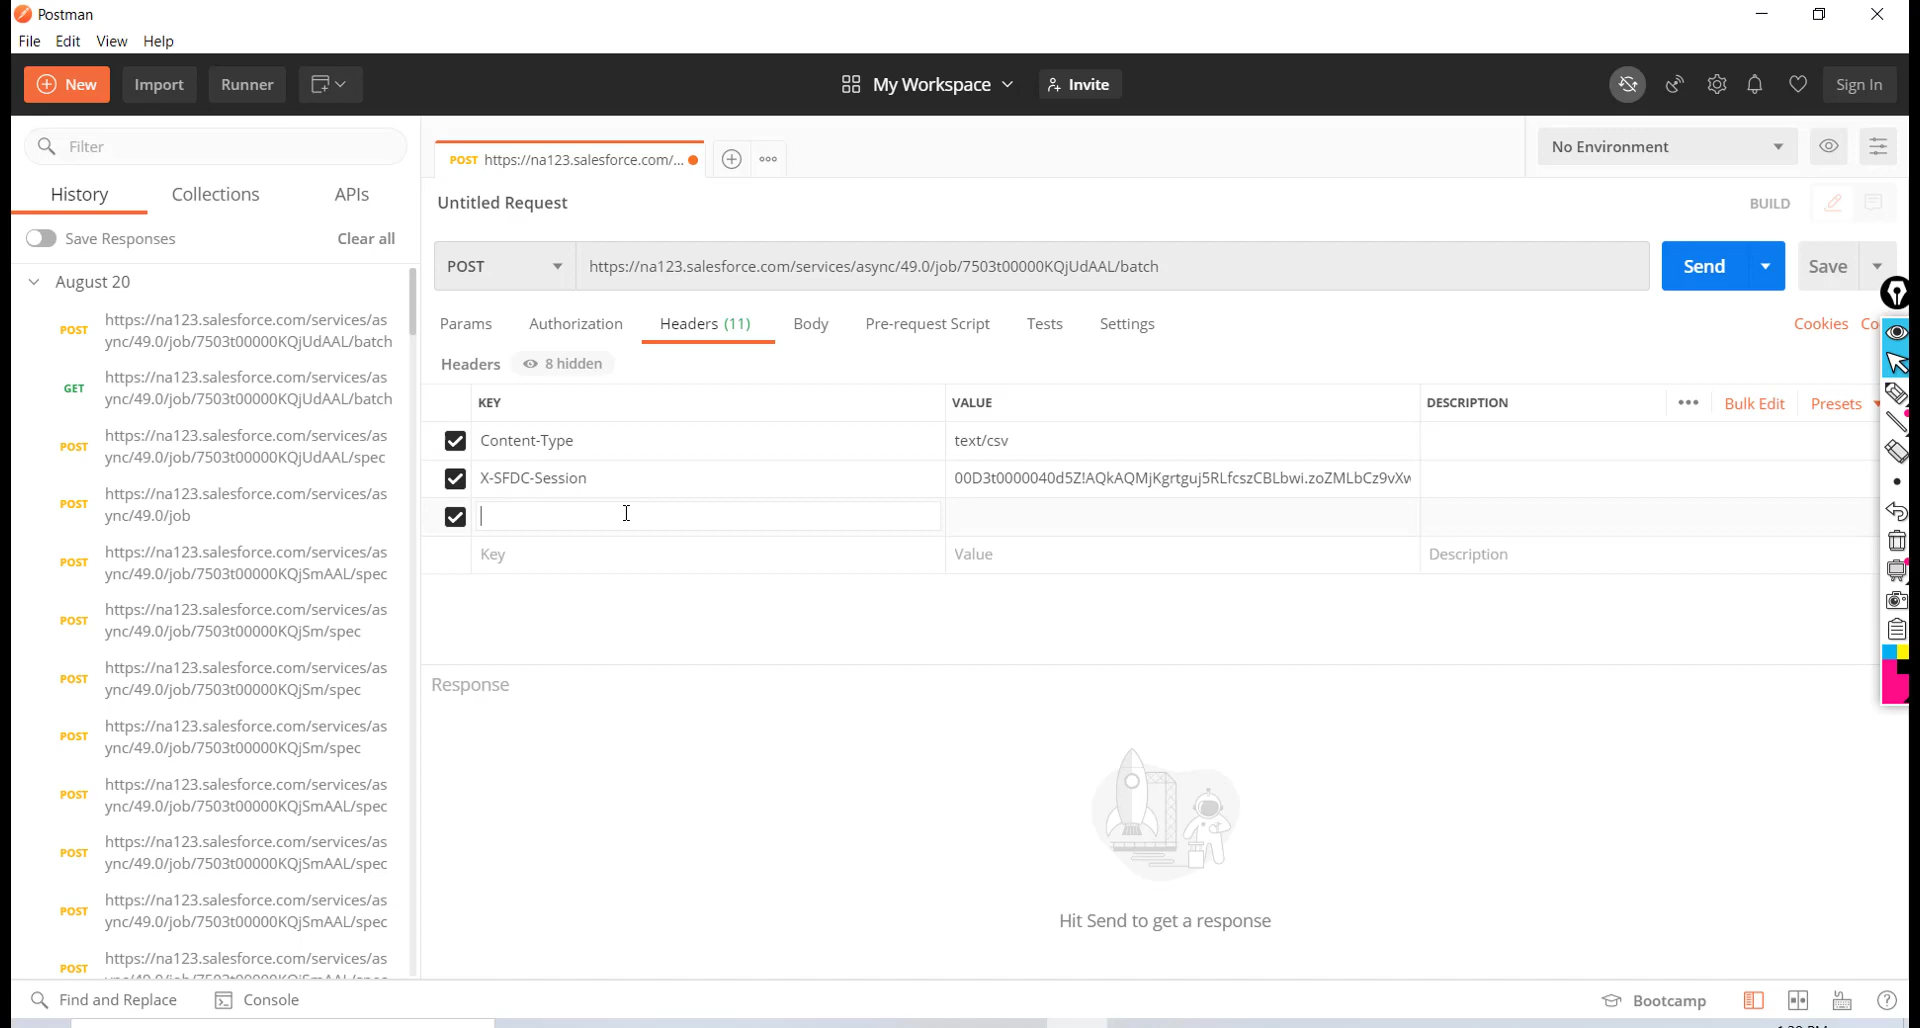 Postman
File Edit View Help
New Import Runner My Workspace Invite Sign In
Filter
History Collections APIs
Save Responses Clear all
August 20
POST https://na123.salesforce.com/services/as
ync/49.0/job/7503t00000KQjUdAAL/batch
GET https://na123.salesforce.com/services/as
ync/49.0/job/7503t00000KQjUdAAL/batch
POST https://na123.salesforce.com/services/as
ync/49.0/job/7503t00000KQjUdAAL/spec
POST https://na123.salesforce.com/services/as
ync/49.0/job
POST https://na123.salesforce.com/services/as
ync/49.0/job/7503t00000KQjSmAAL/spec
POST https://na123.salesforce.com/services/as
ync/49.0/job/7503t00000KQjSm/spec
POST https://na123.salesforce.com/services/as
ync/49.0/job/7503t00000KQjSm/spec
POST https://na123.salesforce.com/services/as
ync/49.0/job/7503t00000KQjSm/spec
POST https://na123.salesforce.com/services/as
ync/49.0/job/7503t00000KQjSmAAL/spec
POST https://na123.salesforce.com/services/as
ync/49.0/job/7503t00000KQjSmAAL/spec
POST https://na123.salesforce.com/services/as
ync/49.0/job/7503t00000KQjSmAAL/spec
POST https://na123.salesforce.com/services/as
POST https://na123.salesforce.com/...
No Environment
Untitled Request BUILD
POST https://na123.salesforce.com/services/async/49.0/job/7503t00000KQjUdAAL/batch Send Save
Params Authorization Headers (11) Body Pre-request Script Tests Settings Cookies Co
Headers 8 hidden
KEY VALUE DESCRIPTION ••• Bulk Edit Presets
Content-Type text/csv
X-SFDC-Session 00D3t0000040d5Z!AQkAQMjKgrtguj5RLfcszCBLbwi.zoZMLbCz9vXw
Key Value Description
Response
Hit Send to get a response
Find and Replace Console Bootcamp